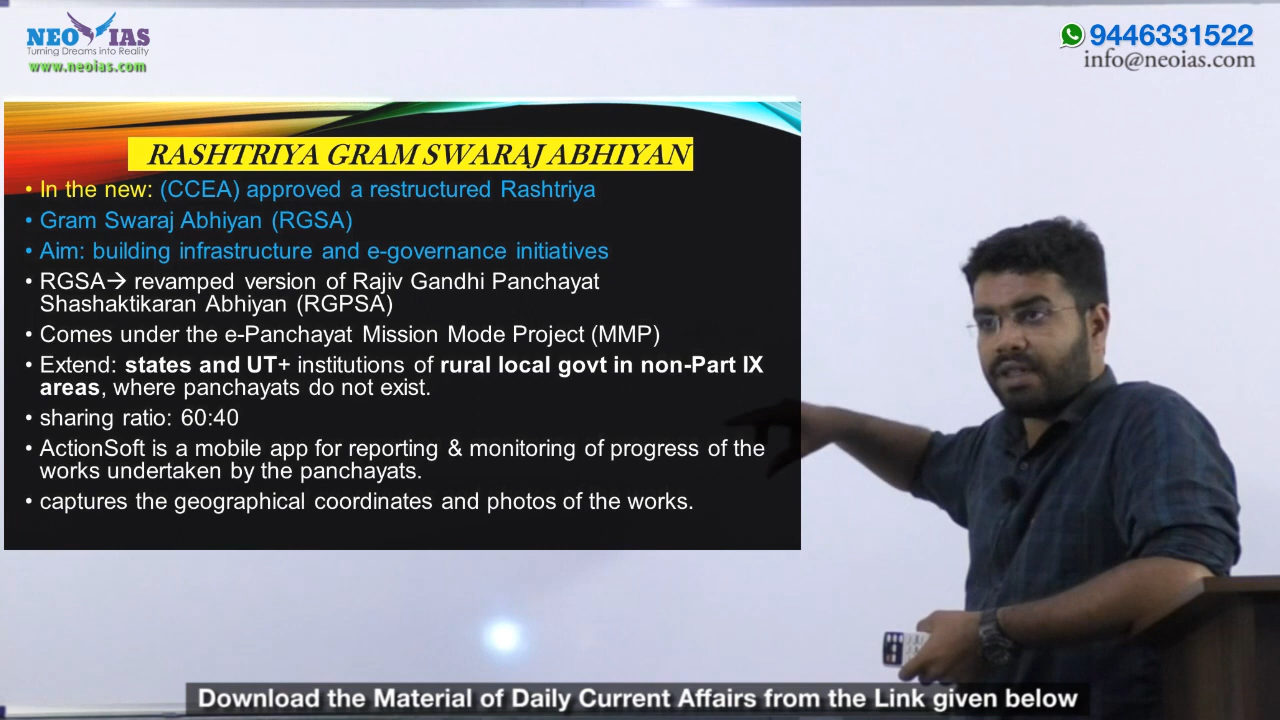 NEO IAS
Turning Dreams into Reality
www.neoias.com
9446331522
info@neoias.com
RASHTRIYA GRAM SWARAJ ABHIYAN
• In the new: (CCEA) approved a restructured Rashtriya
• Gram Swaraj Abhiyan (RGSA)
• Aim: building infrastructure and e-governance initiatives
• RGSA→ revamped version of Rajiv Gandhi Panchayat
Shashaktikaran Abhiyan (RGPSA)
• Comes under the e-Panchayat Mission Mode Project (MMP)
• Extend: states and UT+ institutions of rural local govt in non-Part IX
areas, where panchayats do not exist.
• sharing ratio: 60:40
• ActionSoft is a mobile app for reporting & monitoring of progress of the
works undertaken by the panchayats.
• captures the geographical coordinates and photos of the works.
Download the Material of Daily Current Affairs from the Link given below